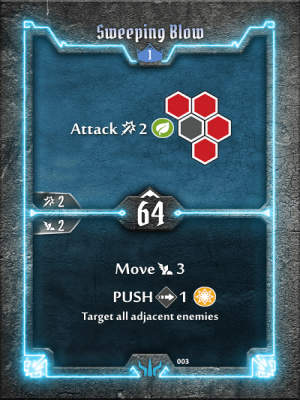 Sweeping Blow
1
Attack 2
2
64
2
Move 3
PUSH 1
Target all adjacent enemies
003